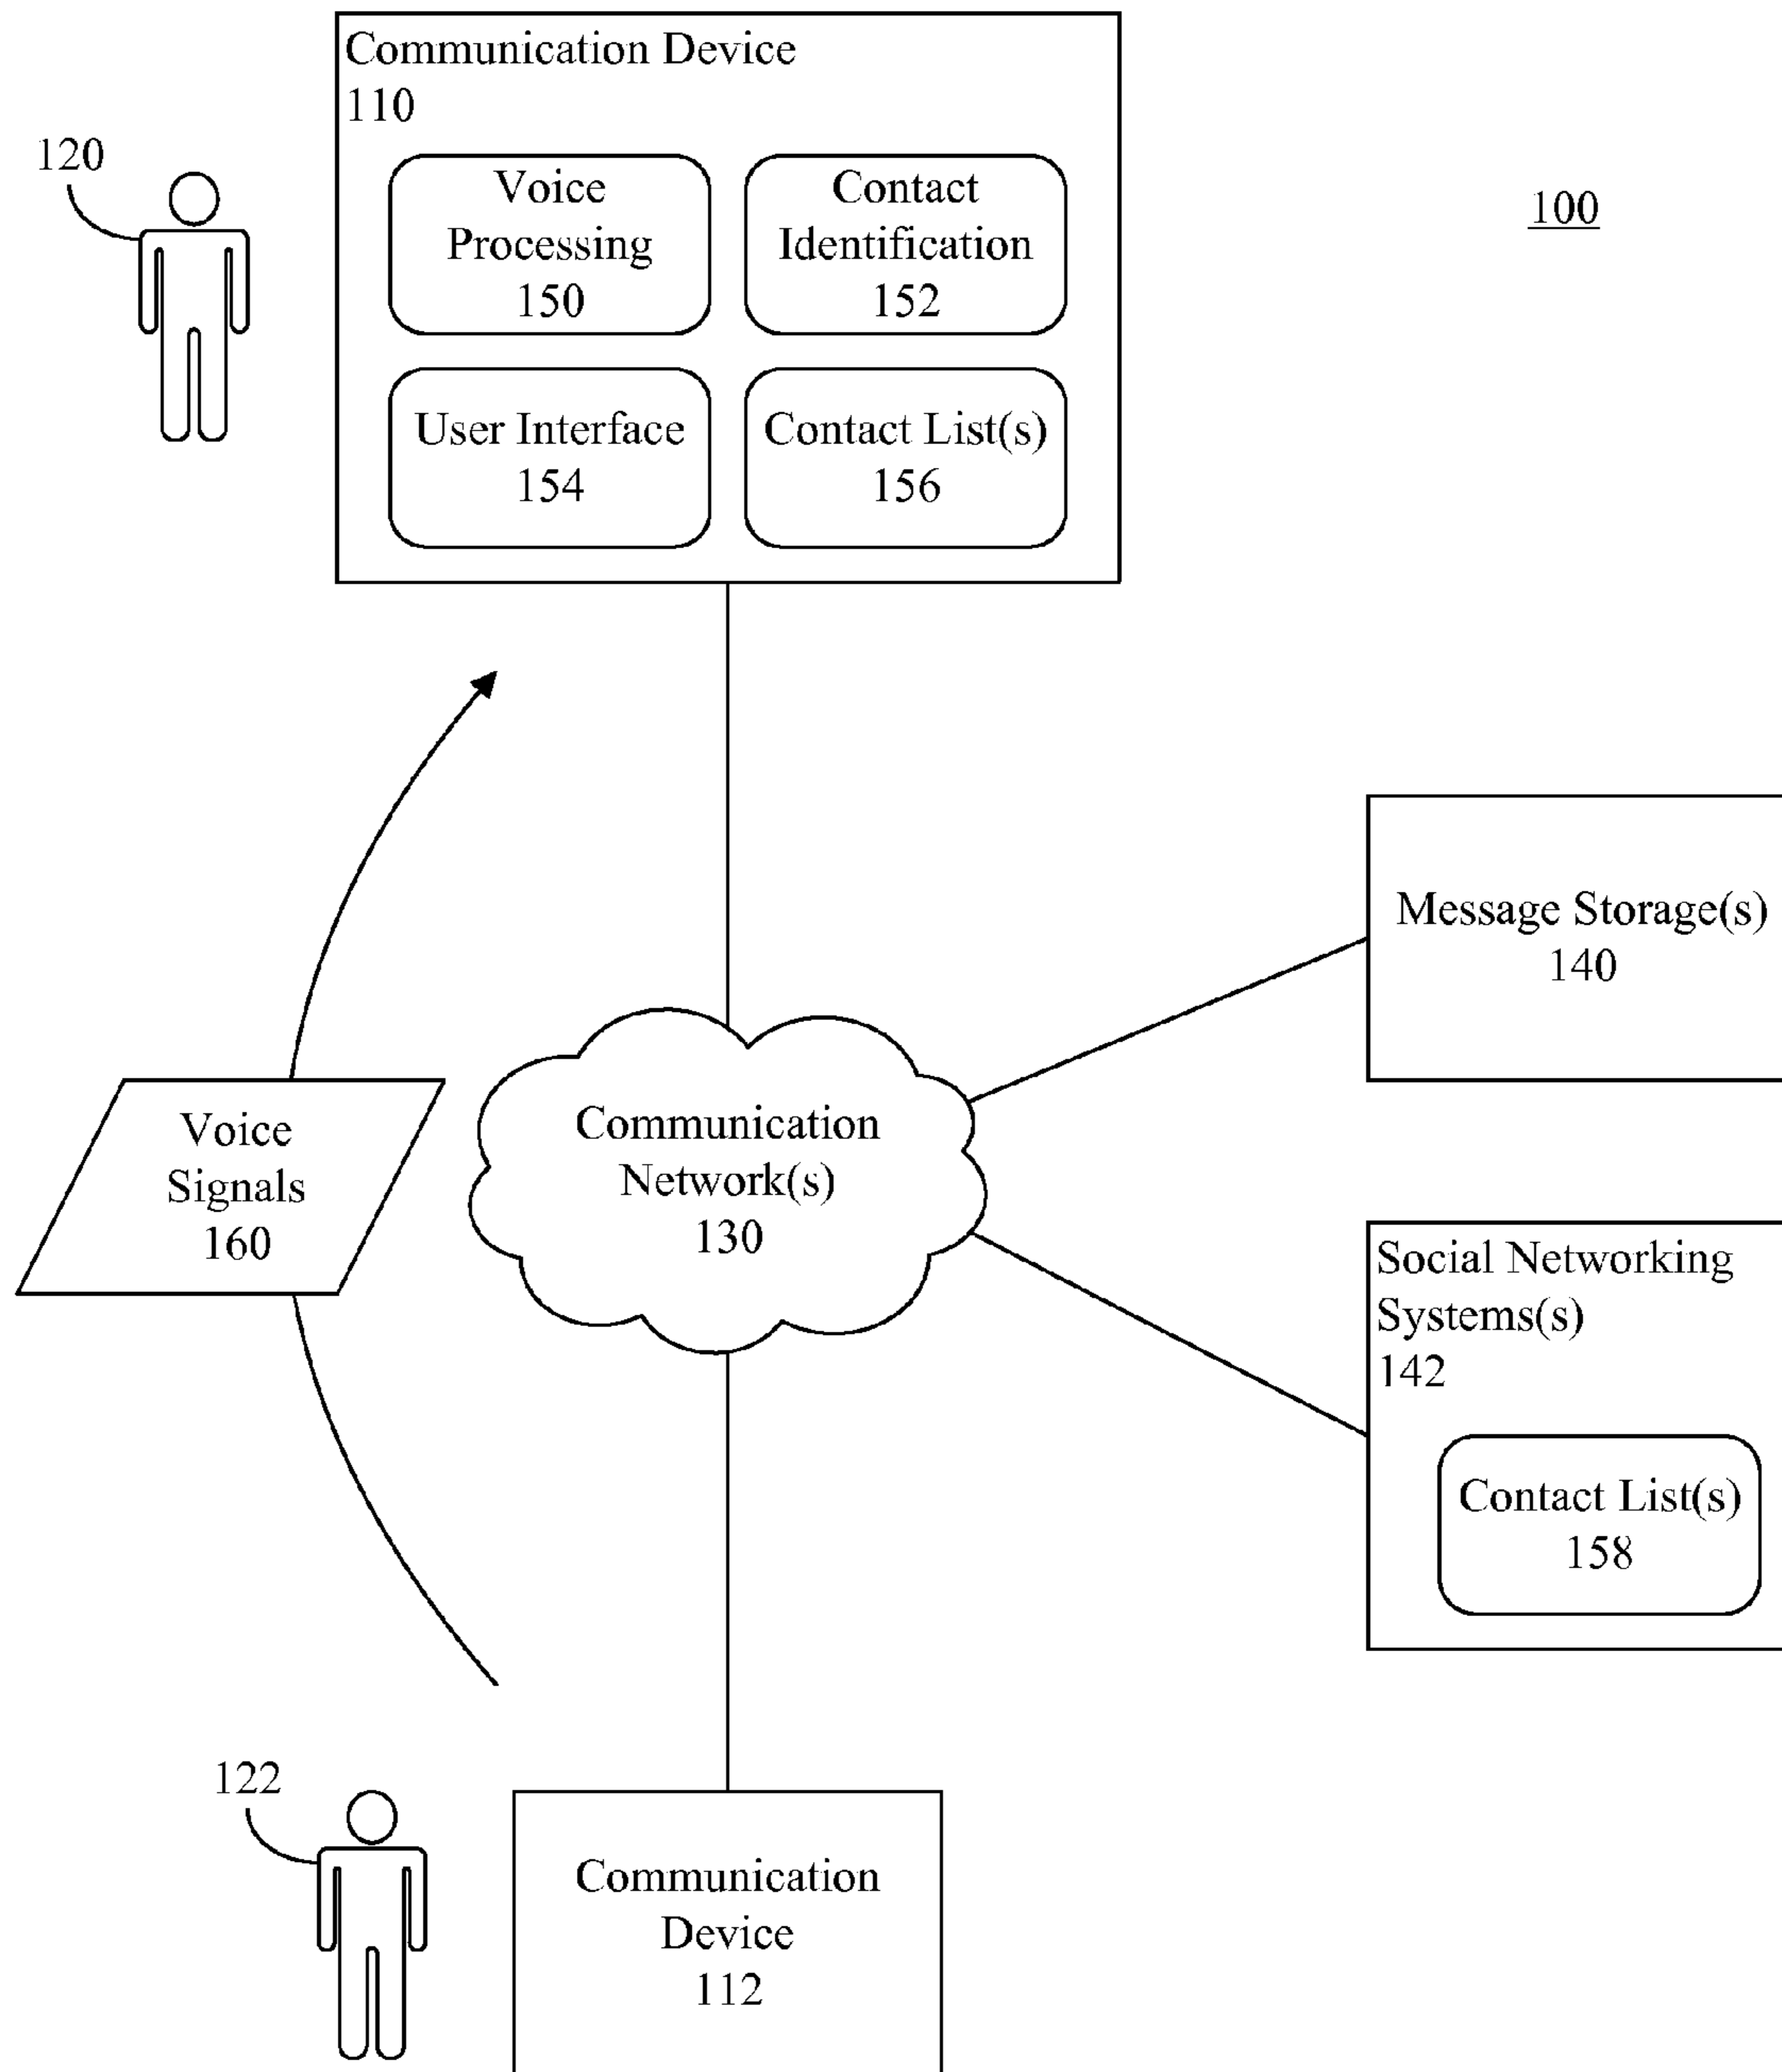 Communication Device
110
120
Voice
Processing
150
Contact
Identification
152
100
User Interface
154
Contact List(s)
156
Message Storage(s)
140
Voice
Signals
160
Communication
Network(s)
130
Social Networking
Systems(s)
142
Contact List(s)
158
122
Communication
Device
112